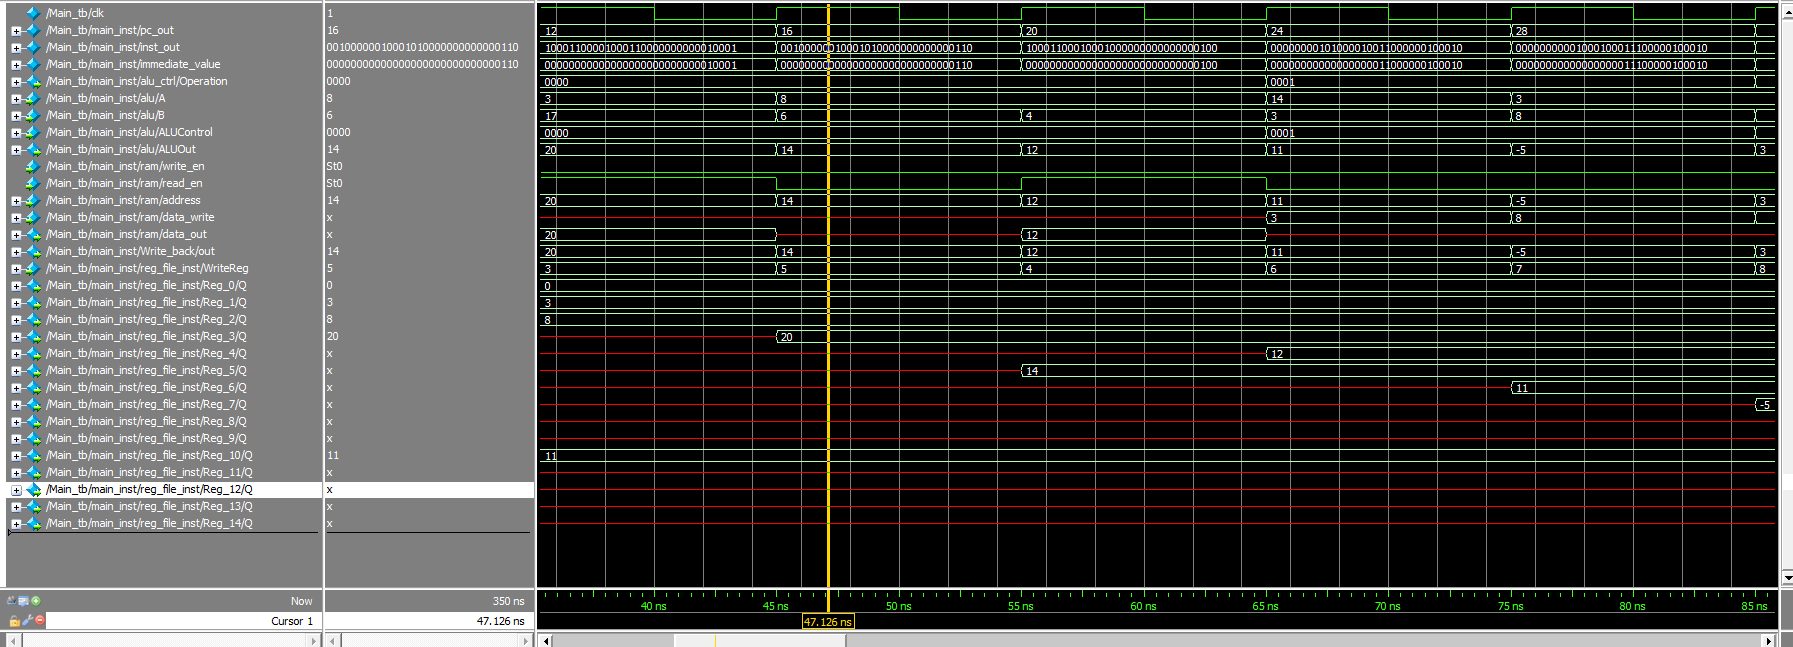 /Main_tb/clk 1
/Main_tb/main_inst/pc_out 16 12 16 20 24 28
/Main_tb/main_inst/inst_out 00100000010001010000000000000110 10001100001000110000000000010001 00100000010001010000000000000110 10001100010001000000000000000100 00000000101000010011000000100010 00000000001000100011100000100010
/Main_tb/main_inst/immediate_value 00000000000000000000000000000110 00000000000000000000000000010001 00000000000000000000000000000110 00000000000000000000000000000100 00000000000000000011000000100010 00000000000000000011100000100010
/Main_tb/main_inst/alu_ctrl/Operation 0000 0000 0001
/Main_tb/main_inst/alu/A 8 3 8 14 3
/Main_tb/main_inst/alu/B 6 17 6 4 3 8
/Main_tb/main_inst/alu/ALUControl 0000 0000 0001
/Main_tb/main_inst/alu/ALUOut 14 20 14 12 11 -5 3
/Main_tb/main_inst/ram/write_en St0
/Main_tb/main_inst/ram/read_en St0
/Main_tb/main_inst/ram/address 14 20 14 12 11 -5 3
/Main_tb/main_inst/ram/data_write x 3 8
/Main_tb/main_inst/ram/data_out x 20 12
/Main_tb/main_inst/Write_back/out 14 20 14 12 11 -5 3
/Main_tb/main_inst/reg_file_inst/WriteReg 5 3 5 4 6 7 8
/Main_tb/main_inst/reg_file_inst/Reg_0/Q 0 0
/Main_tb/main_inst/reg_file_inst/Reg_1/Q 3 3
/Main_tb/main_inst/reg_file_inst/Reg_2/Q 8 8
/Main_tb/main_inst/reg_file_inst/Reg_3/Q 20 20
/Main_tb/main_inst/reg_file_inst/Reg_4/Q x 12
/Main_tb/main_inst/reg_file_inst/Reg_5/Q x 14
/Main_tb/main_inst/reg_file_inst/Reg_6/Q x 11
/Main_tb/main_inst/reg_file_inst/Reg_7/Q x -5
/Main_tb/main_inst/reg_file_inst/Reg_8/Q x
/Main_tb/main_inst/reg_file_inst/Reg_9/Q x
/Main_tb/main_inst/reg_file_inst/Reg_10/Q 11 11
/Main_tb/main_inst/reg_file_inst/Reg_11/Q x
/Main_tb/main_inst/reg_file_inst/Reg_12/Q x
/Main_tb/main_inst/reg_file_inst/Reg_13/Q x
/Main_tb/main_inst/reg_file_inst/Reg_14/Q x
Now 350 ns 40 ns 45 ns 50 ns 55 ns 60 ns 65 ns 70 ns 75 ns 80 ns 85 ns
Cursor 1 47.126 ns 47.126 ns